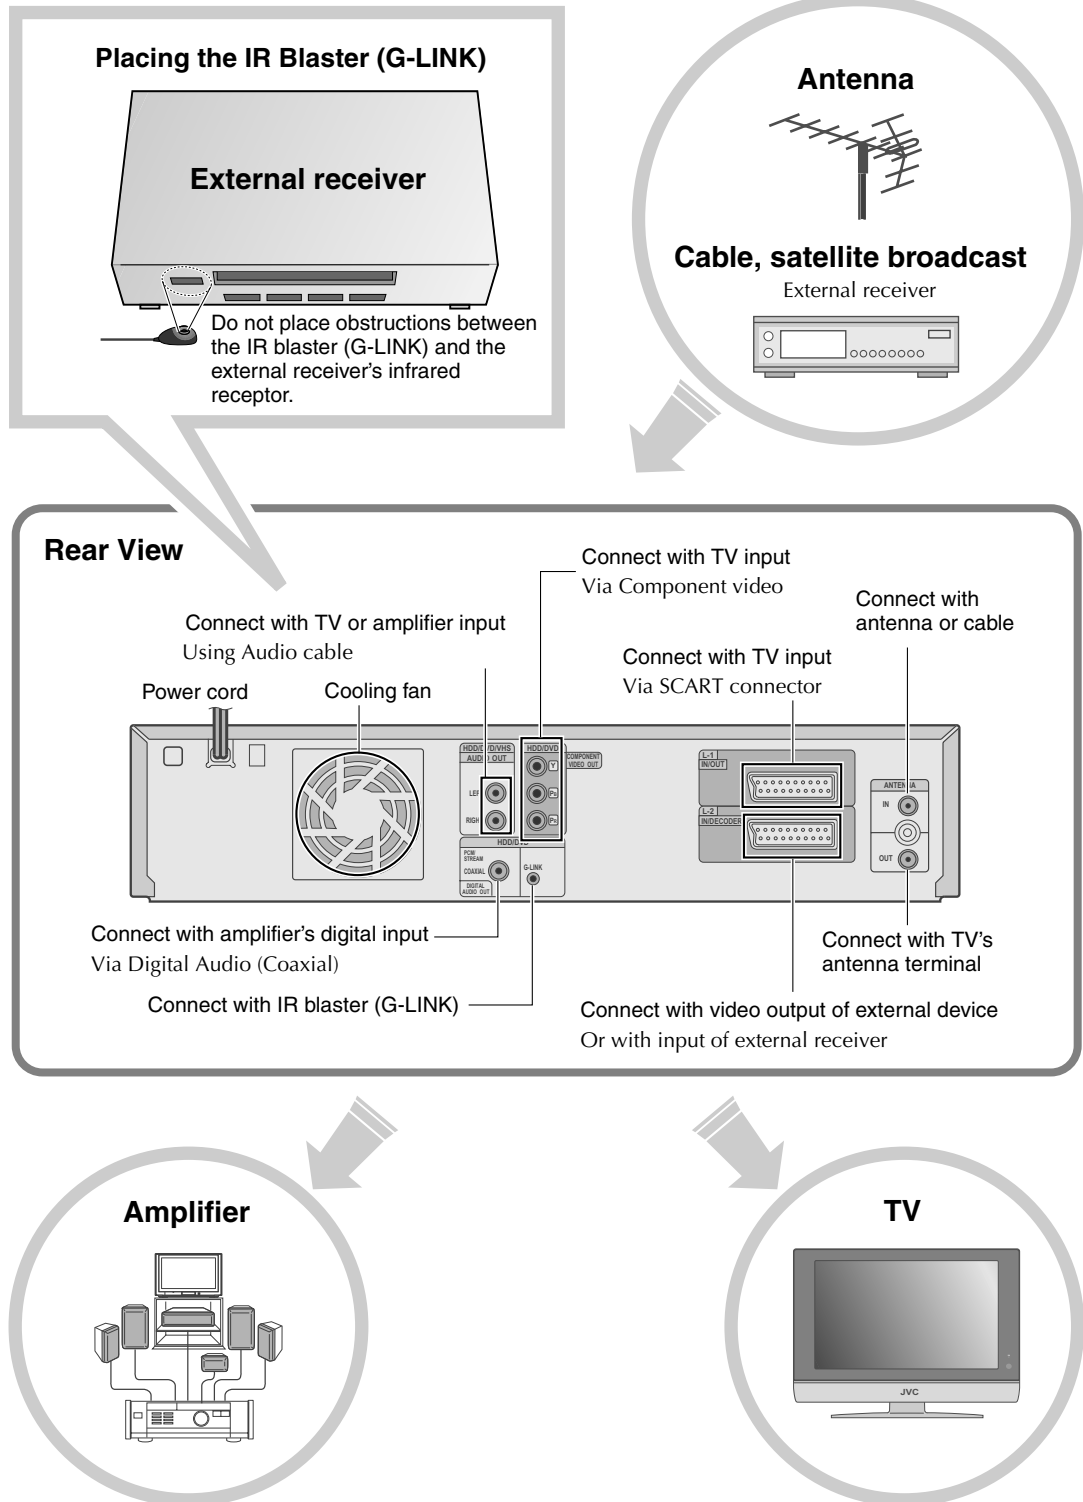 Placing the IR Blaster (G-LINK)
External receiver
Do not place obstructions between
the IR blaster (G-LINK) and the
external receiver's infrared
receptor.
Antenna
Cable, satellite broadcast
External receiver
Rear View
Connect with TV input
Via Component video
Connect with
antenna or cable
Connect with TV or amplifier input
Using Audio cable
Connect with TV input
Via SCART connector
Power cord
Cooling fan
HDD/DVD/VHS
AUDIO OUT
LEFT
RIGHT
HDD/DVD
COMPONENT
VIDEO OUT
Y
PB
PR
L-1
IN/OUT
L-2
IN/DECODER
ANTENNA
IN
OUT
HDD/DVD
PCM
STREAM
COAXIAL
DIGITAL
AUDIO OUT
G-LINK
Connect with amplifier's digital input
Via Digital Audio (Coaxial)
Connect with IR blaster (G-LINK)
Connect with TV's
antenna terminal
Connect with video output of external device
Or with input of external receiver
Amplifier
TV
JVC